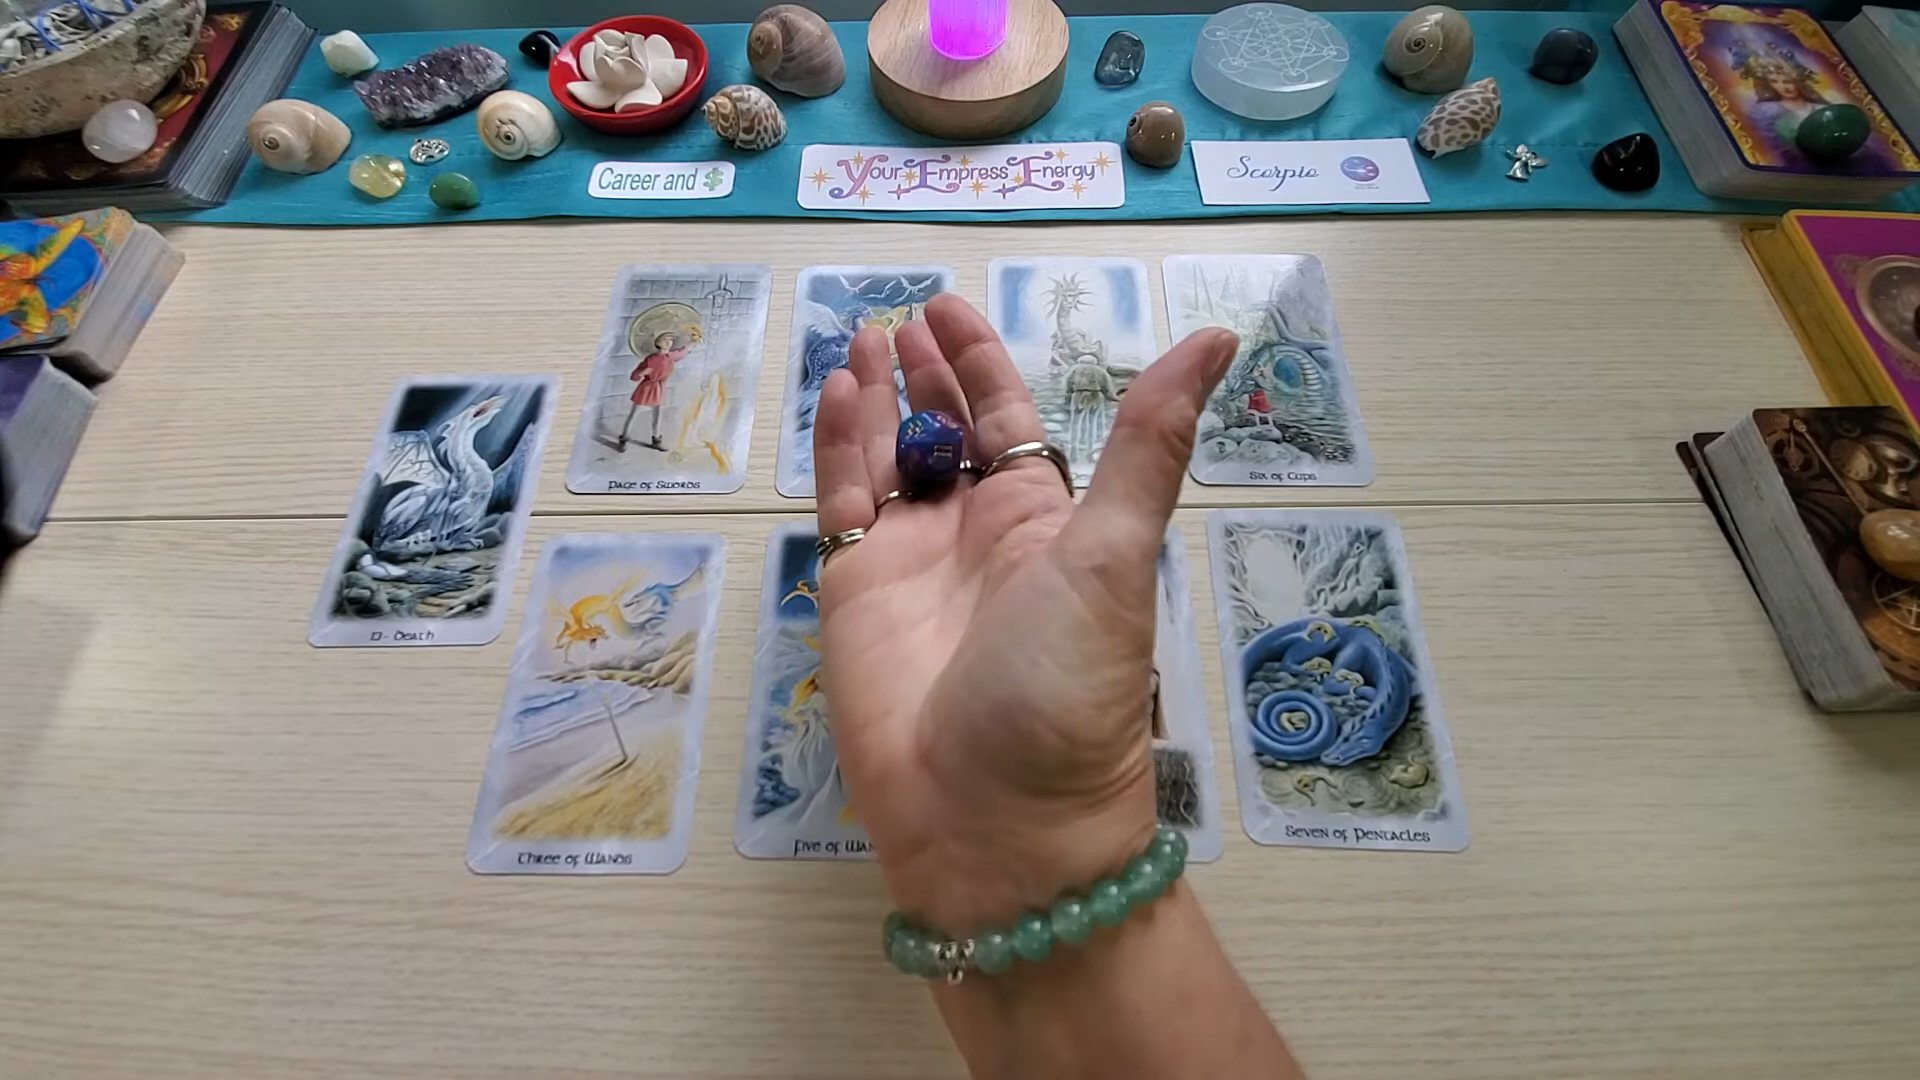 Career and $
Your Empress Energy
Scorpio
Page of Swords
Six of Cups
13 - Death
Three of Wands
Five of Wan
Seven of Pentacles